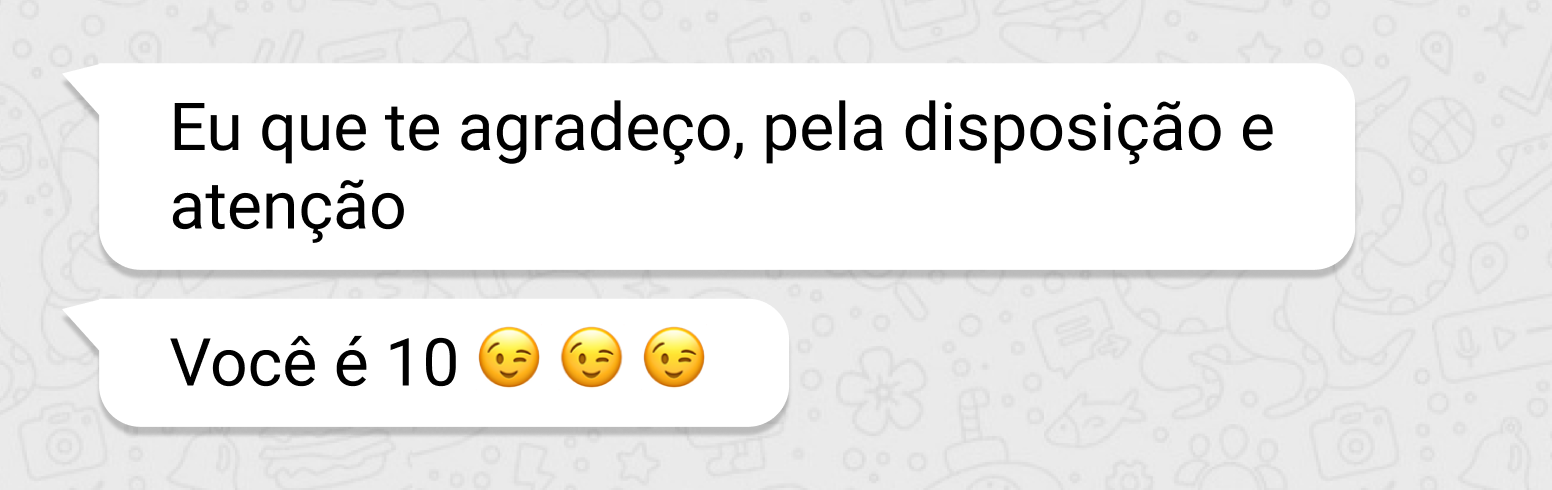 Eu que te agradeço, pela disposição e
atenção
Você é 10 😉 😉 😉